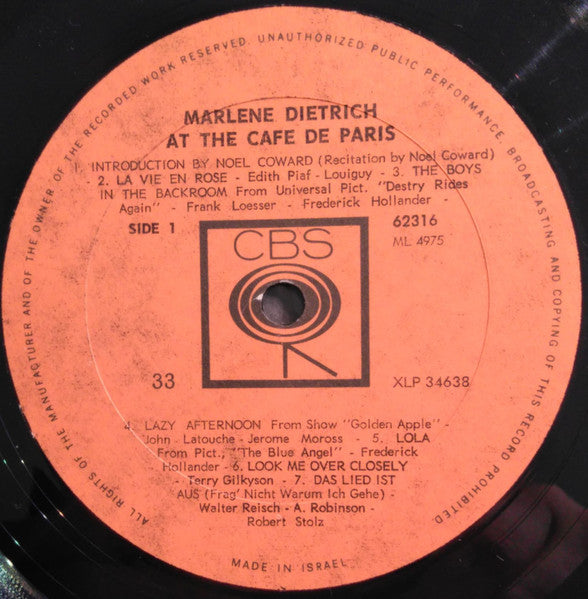 ALL RIGHTS OF THE MANUFACTURER AND OF THE OWNER OF THE RECORDED WORK RESERVED. UNAUTHORIZED PUBLIC PERFORMANCE, BROADCASTING AND COPYING OF THIS RECORD PROHIBITED.
MARLENE DIETRICH
AT THE CAFE DE PARIS
1. INTRODUCTION BY NOEL COWARD (Recitation by Noel Coward)
- 2. LA VIE EN ROSE - Edith Piaf - Louiguy - 3. THE BOYS
IN THE BACKROOM From Universal Pict. "Destry Rides
Again" - Frank Loesser - Frederick Hollander -
SIDE 1
62316
ML 4975
CBS
33
XLP 34638
4. LAZY AFTERNOON From Show "Golden Apple" -
John Latouche - Jerome Moross - 5. LOLA
From Pict., "The Blue Angel" - Frederick
Hollander - 6. LOOK ME OVER CLOSELY
- Terry Gilkyson - 7. DAS LIED IST
AUS (Frag' Nicht Warum Ich Gehe) -
Walter Reisch - A. Robinson -
Robert Stolz
MADE IN ISRAEL